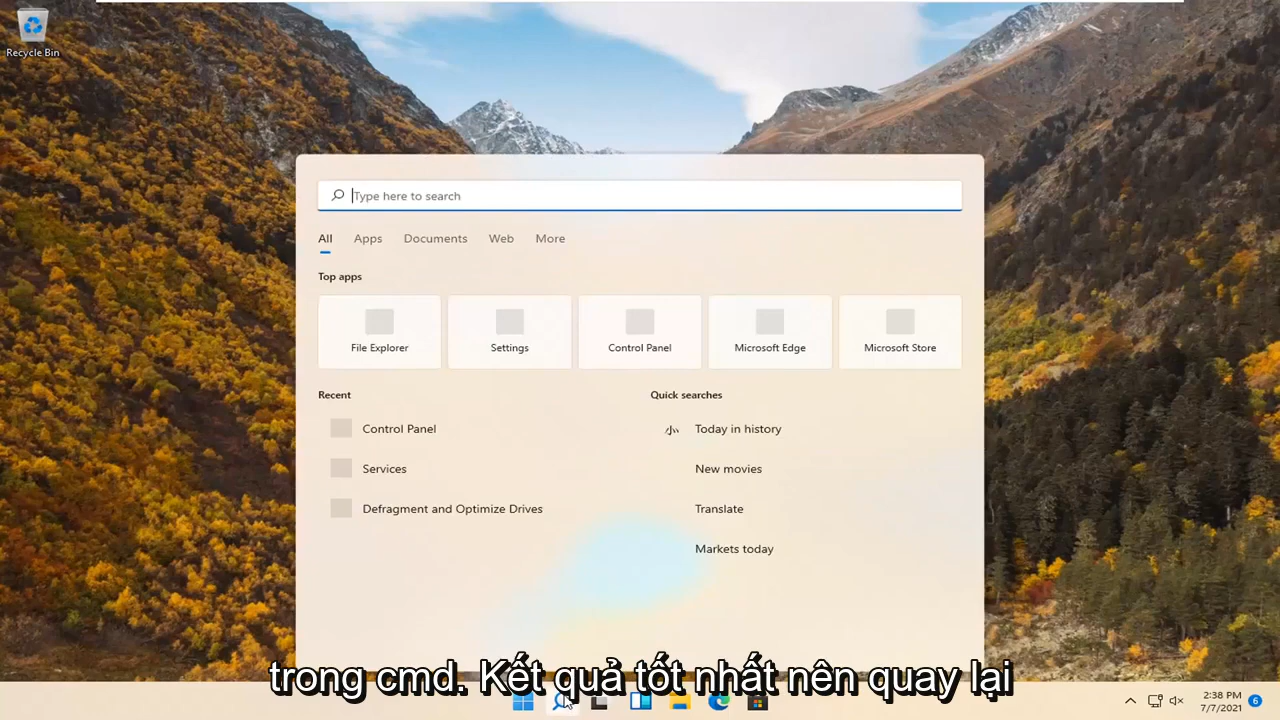 Recycle Bin
Type here to search
All Apps Documents Web More
Top apps
File Explorer Settings Control Panel Microsoft Edge Microsoft Store
Recent
Control Panel
Services
Defragment and Optimize Drives
Quick searches
Today in history
New movies
Translate
Markets today
trong cmd. Kết quả tốt nhất nên quay lại
2:38 PM
7/7/2021
6